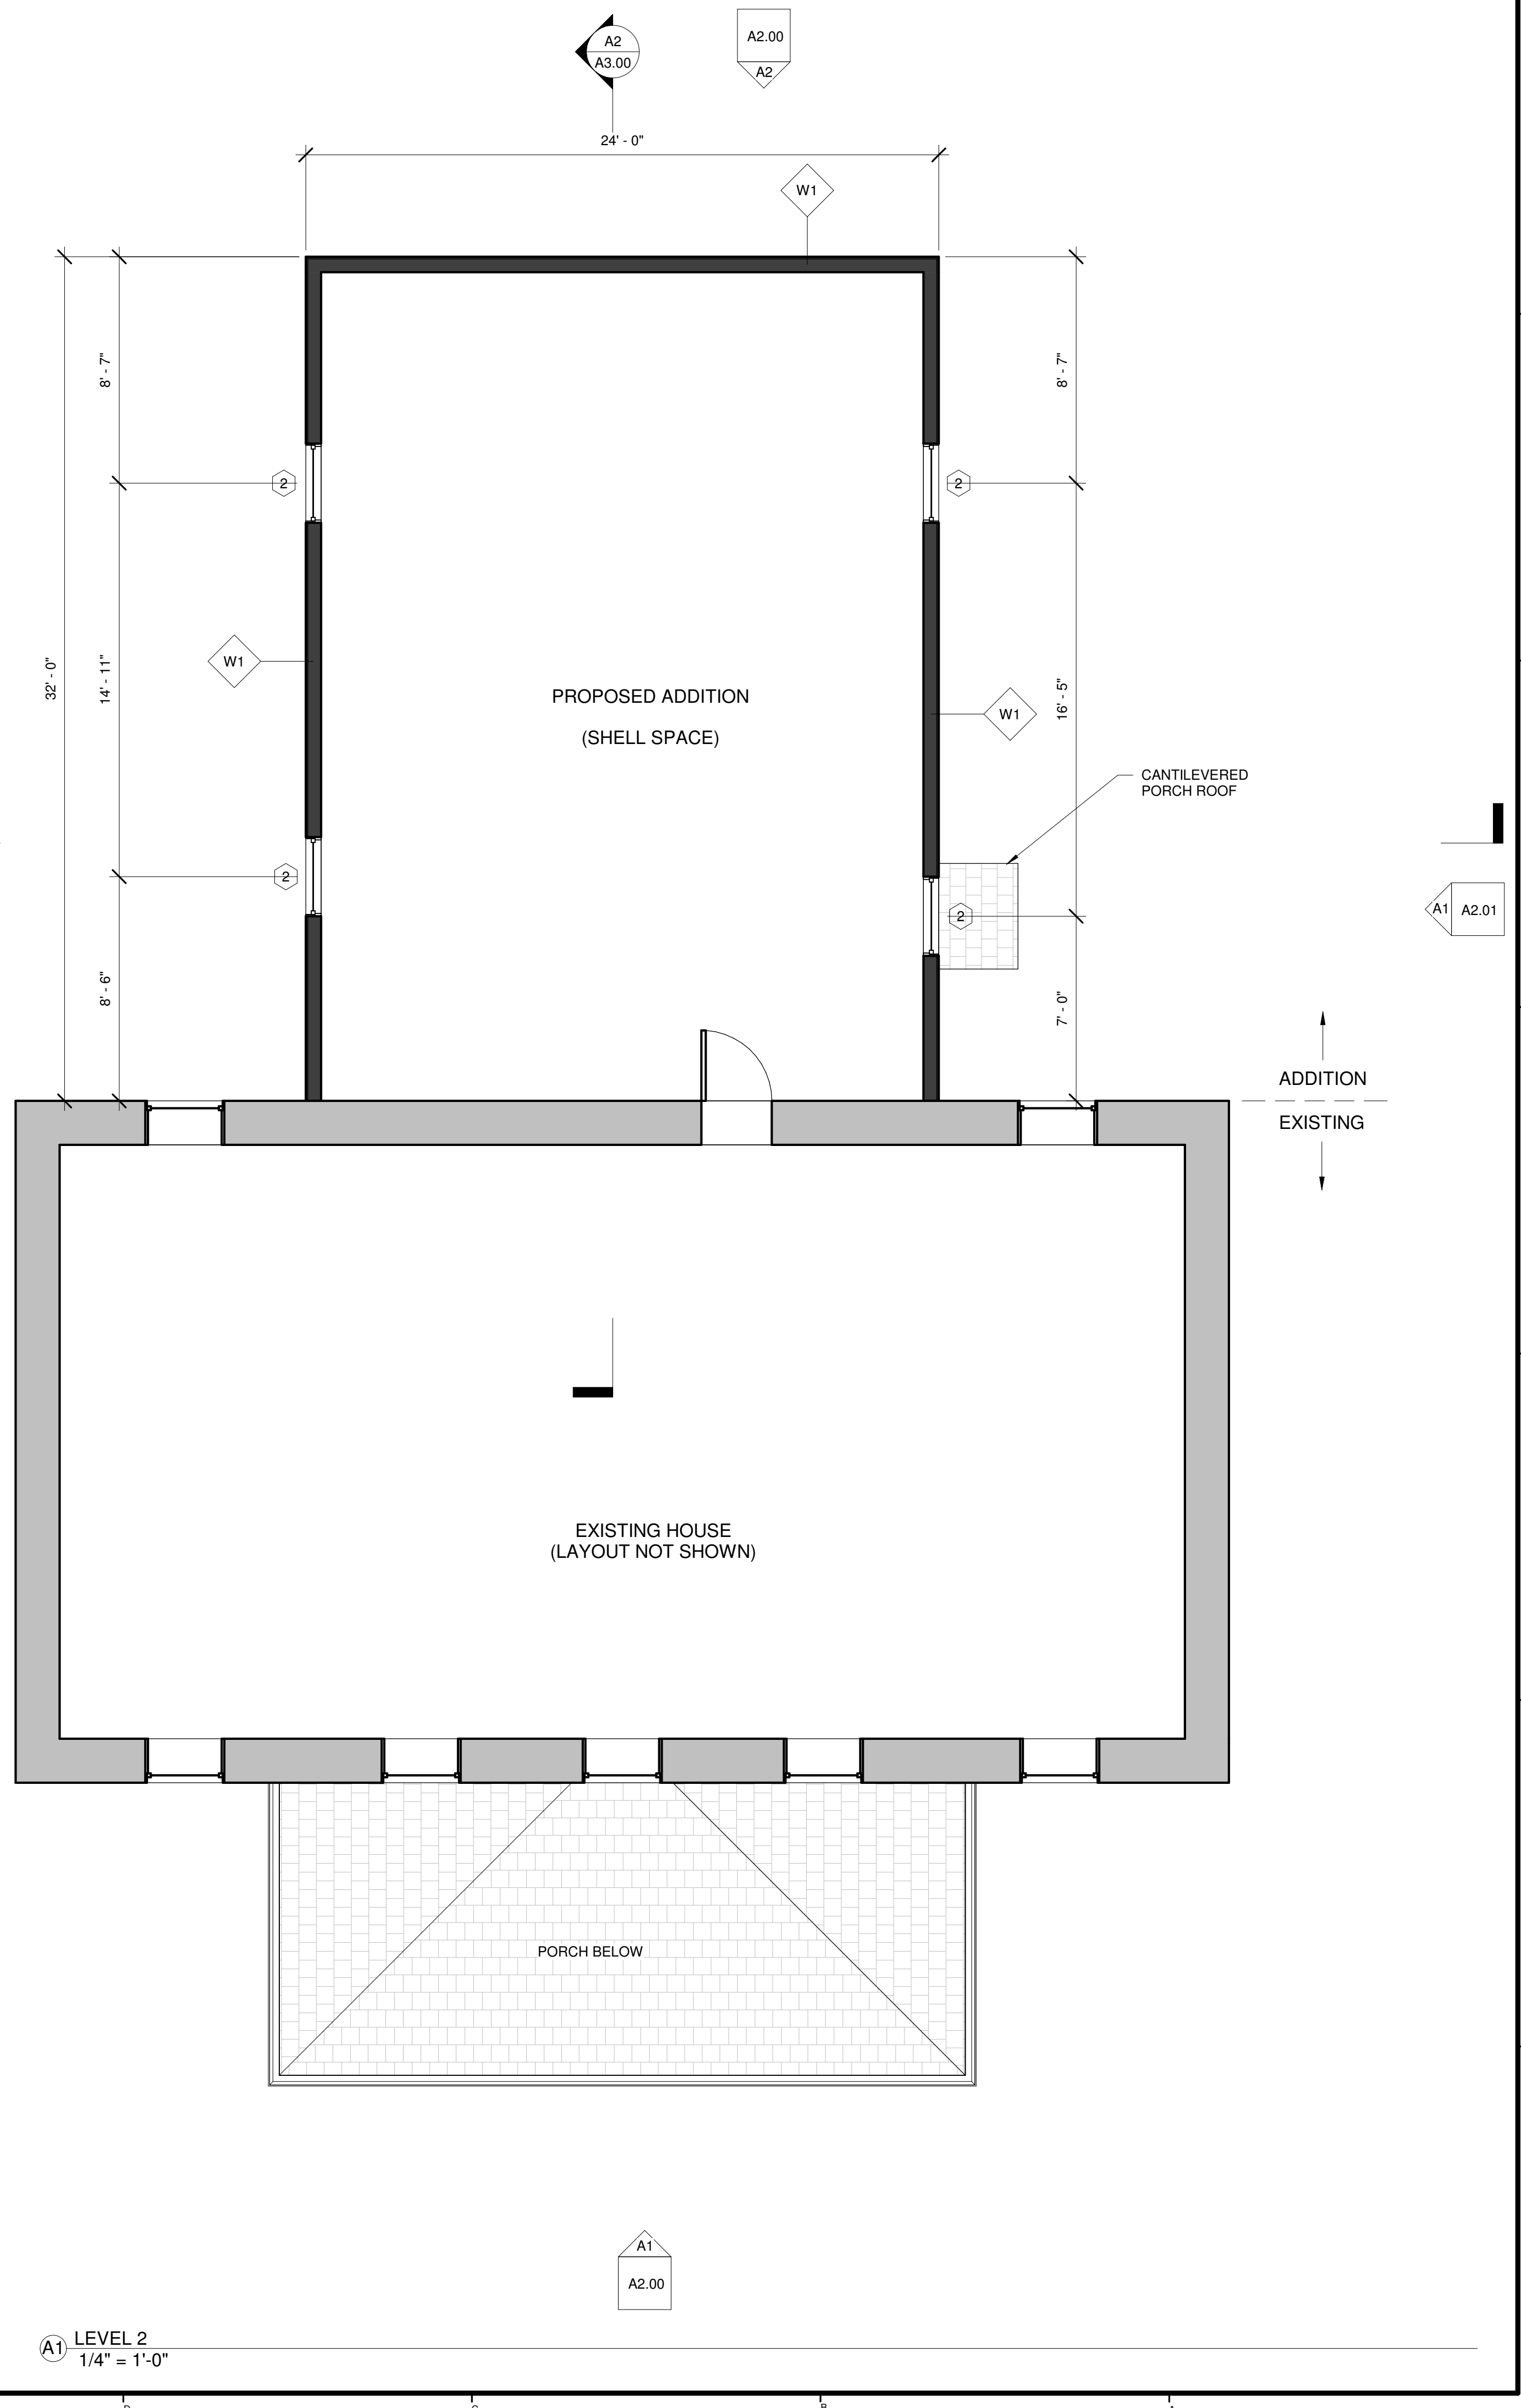 A2
A3.00
A2.00
A2
24' - 0"
W1
8' - 7"
8' - 7"
2
2
32' - 0"
14' - 11"
W1
PROPOSED ADDITION
(SHELL SPACE)
16' - 5"
W1
CANTILEVERED
PORCH ROOF
2
2
A1
A2.01
8' - 6"
7' - 0"
ADDITION
EXISTING
EXISTING HOUSE
(LAYOUT NOT SHOWN)
PORCH BELOW
A1
A2.00
A1
LEVEL 2
1/4" = 1'-0"